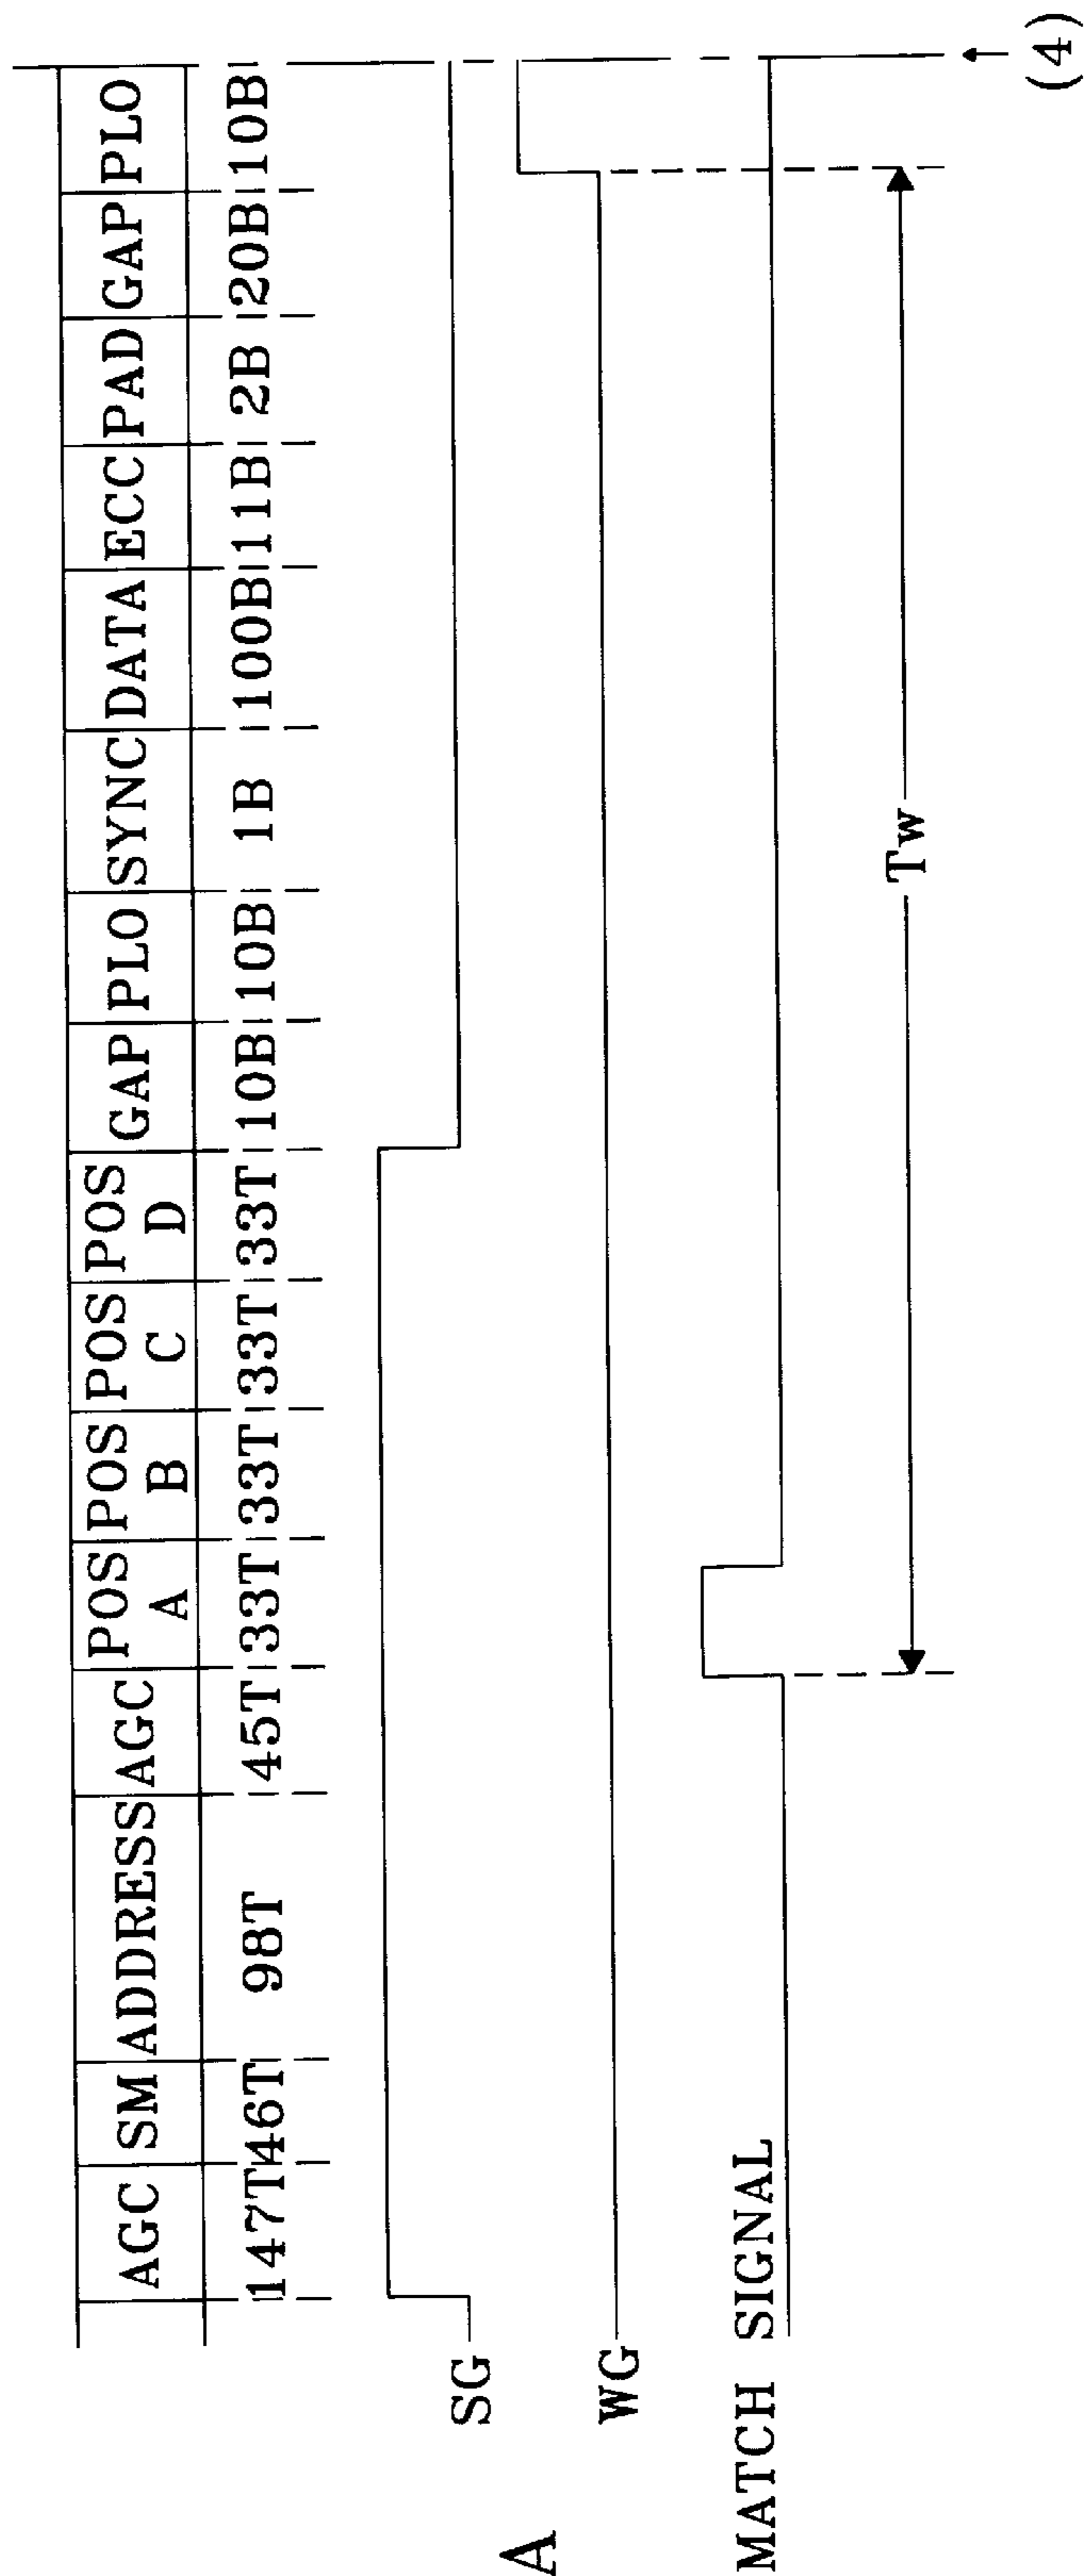 AGC SM ADDRESS AGC POS A POS B POS C POS D GAP PLO SYNC DATA ECC PAD GAP PLO
147T 46T 98T 45T 33T 33T 33T 33T 10B 10B 1B 100B 11B 2B 20B 10B
SG
A
WG
MATCH SIGNAL
Tw
(4)